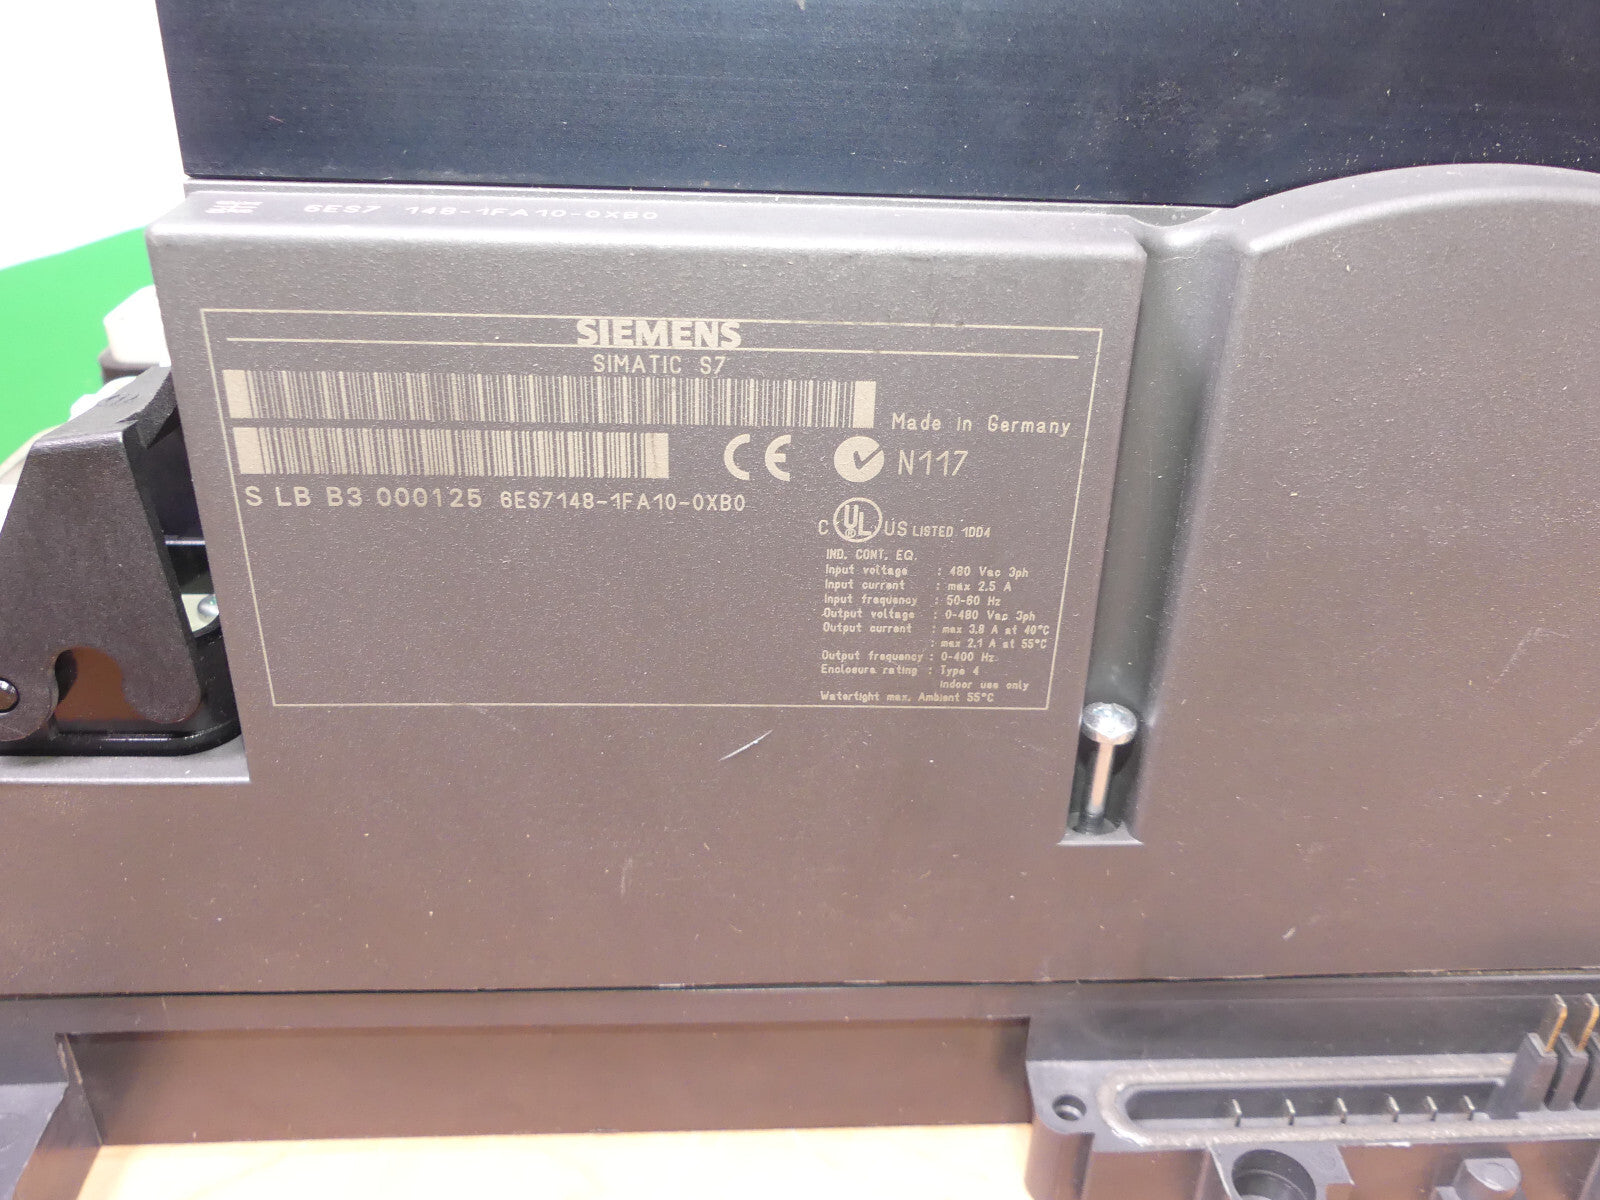 6ES7 148-1FA10-0XB0
SIEMENS
SIMATIC S7
Made in Germany
CE N117
S LB B3 000125 6ES7148-1FA10-0XB0
C UL US LISTED 1DD4
IND. CONT. EQ.
Input voltage : 480 Vac 3ph
Input current : max 2.5 A
Input frequency : 50-60 Hz
Output voltage : 0-480 Vac 3ph
Output current : max 3.8 A at 40°C
: max 2.1 A at 55°C
Output frequency : 0-400 Hz
Enclosure rating : Type 4
indoor use only
Watertight max. Ambient 55°C